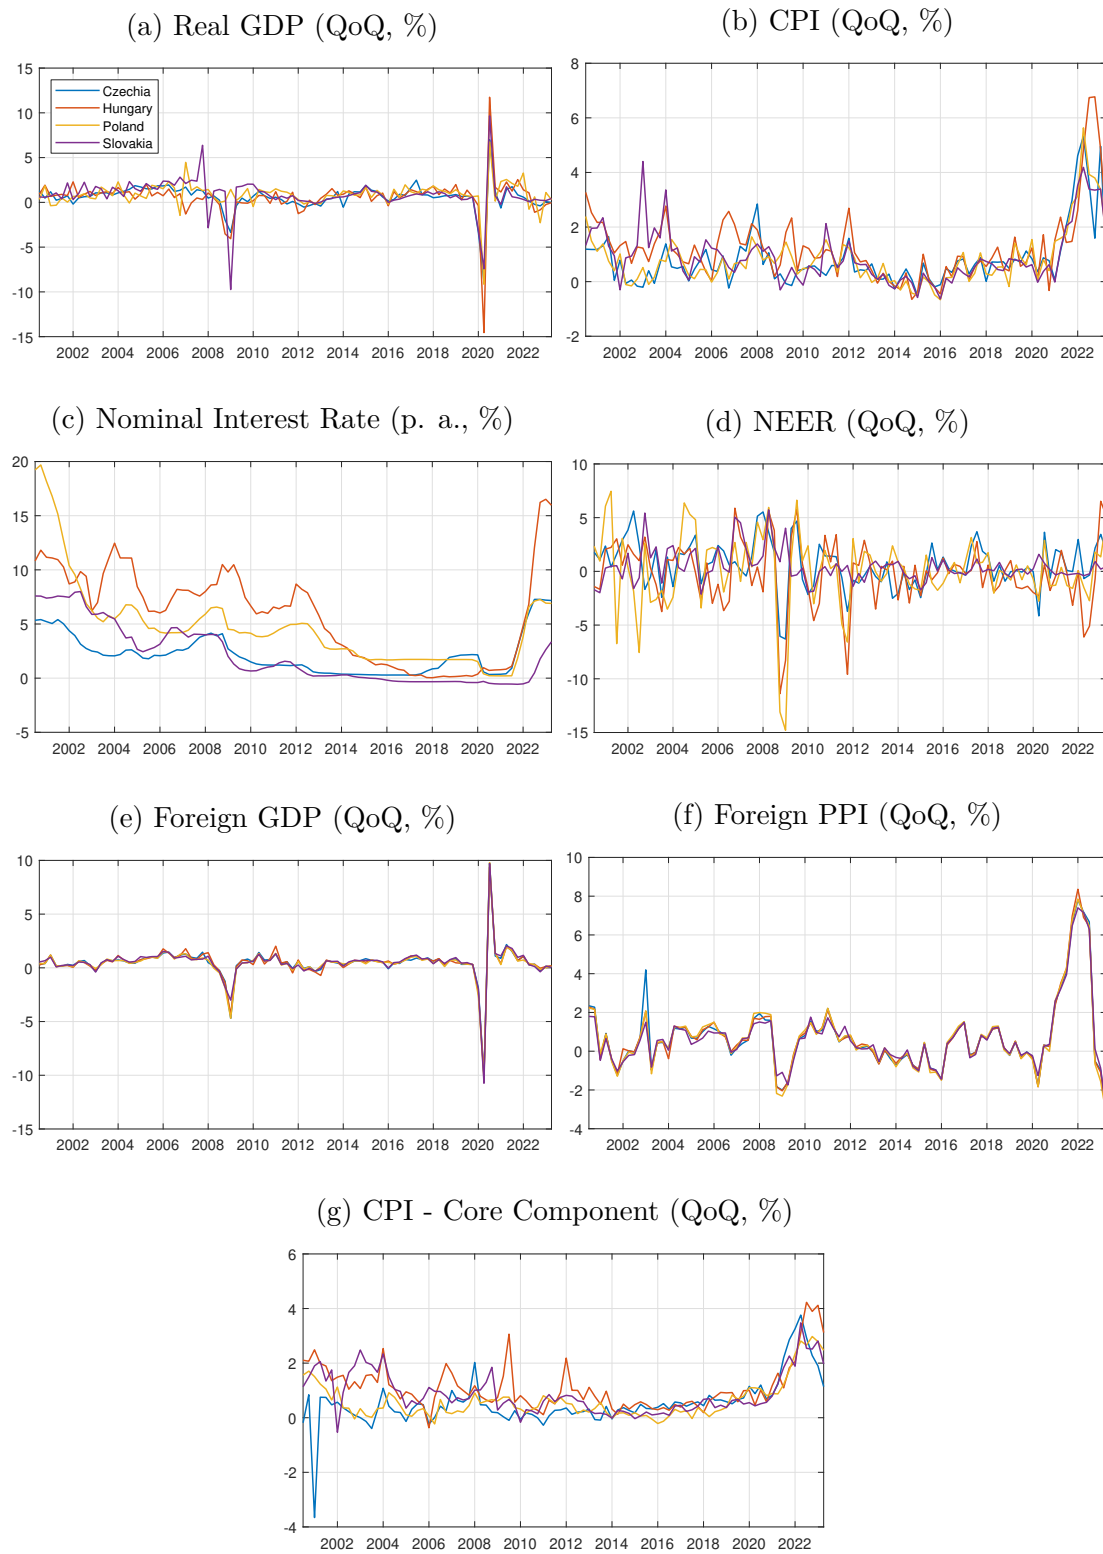 (a) Real GDP (QoQ, %)
15
10
5
0
-5
-10
-15
Czechia
Hungary
Poland
Slovakia
2002 2004 2006 2008 2010 2012 2014 2016 2018 2020 2022
(b) CPI (QoQ, %)
8
6
4
2
0
-2
2002 2004 2006 2008 2010 2012 2014 2016 2018 2020 2022
(c) Nominal Interest Rate (p. a., %)
20
15
10
5
0
-5
2002 2004 2006 2008 2010 2012 2014 2016 2018 2020 2022
(d) NEER (QoQ, %)
10
5
0
-5
-10
-15
2002 2004 2006 2008 2010 2012 2014 2016 2018 2020 2022
(e) Foreign GDP (QoQ, %)
10
5
0
-5
-10
-15
2002 2004 2006 2008 2010 2012 2014 2016 2018 2020 2022
(f) Foreign PPI (QoQ, %)
10
8
6
4
2
0
-2
-4
2002 2004 2006 2008 2010 2012 2014 2016 2018 2020 2022
(g) CPI - Core Component (QoQ, %)
6
4
2
0
-2
-4
2002 2004 2006 2008 2010 2012 2014 2016 2018 2020 2022